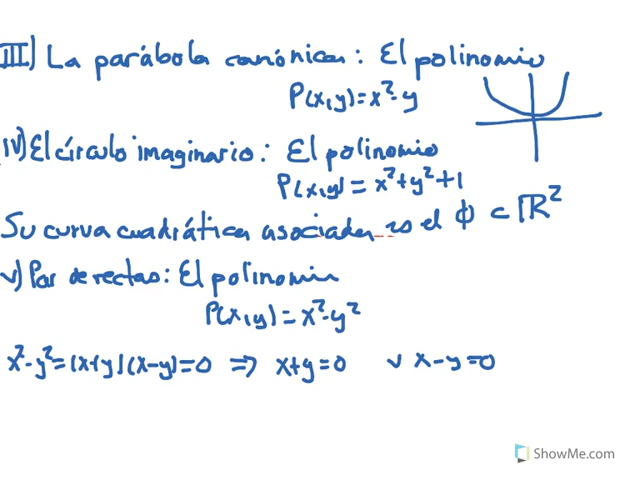 III) La parábola canónica: El polinomio
P(x,y)=x²-y
IV) El círculo imaginario: El polinomio
P(x,y)=x²+y²+1
Su curva cuadrática asociada es el ϕ ⊂ ℝ²
V) Par de rectas: El polinomio
P(x,y)=x²-y²
x²-y²=(x+y)(x-y)=0 ⇒ x+y=0 ∨ x-y=0
ShowMe.com